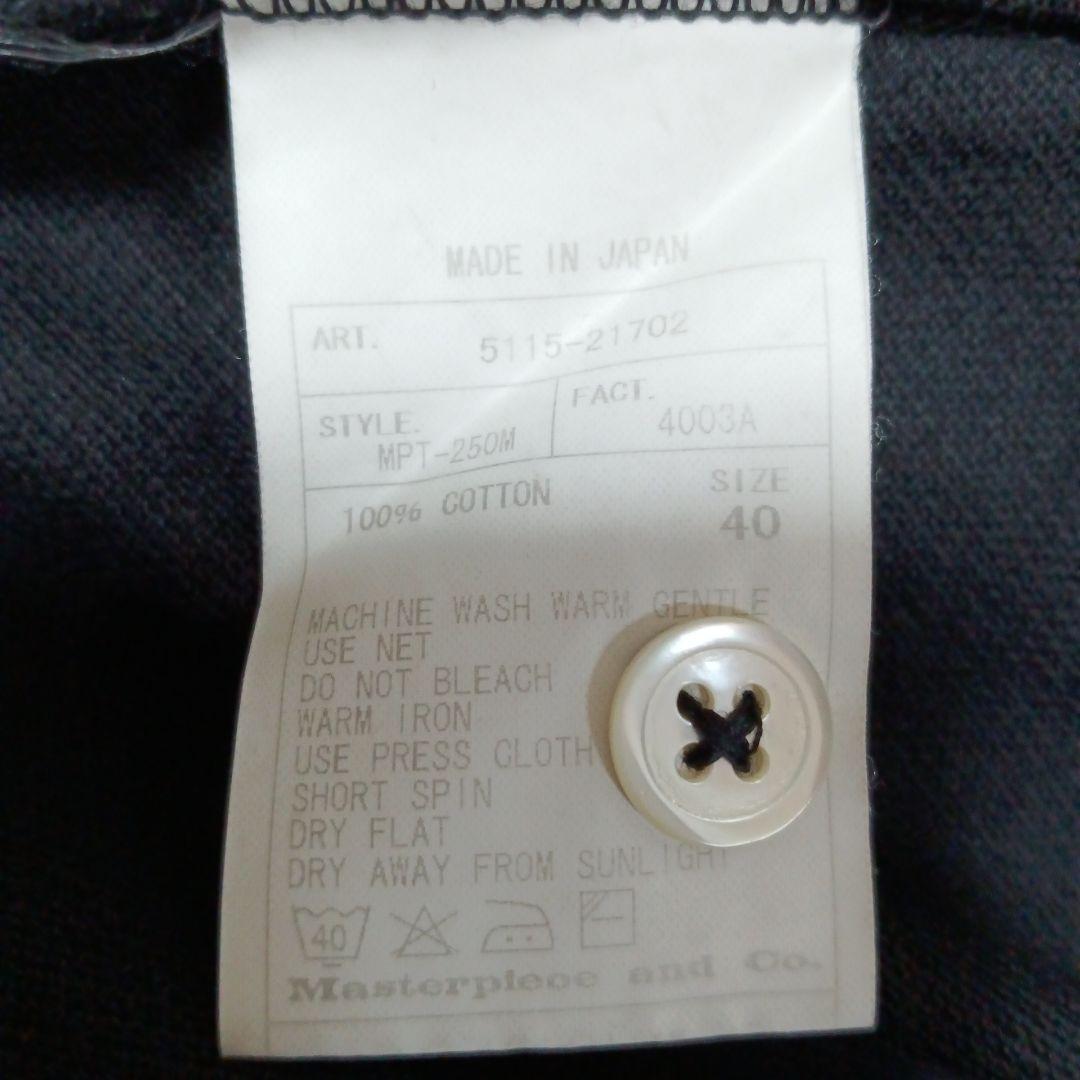 MADE IN JAPAN
ART. 5115-21702
STYLE. MPT-250M
FACT. 4003A
100% COTTON
SIZE 40
MACHINE WASH WARM GENTLE
USE NET
DO NOT BLEACH
WARM IRON
USE PRESS CLOTH
SHORT SPIN
DRY FLAT
DRY AWAY FROM SUNLIGHT
40
Masterpiece and Co.